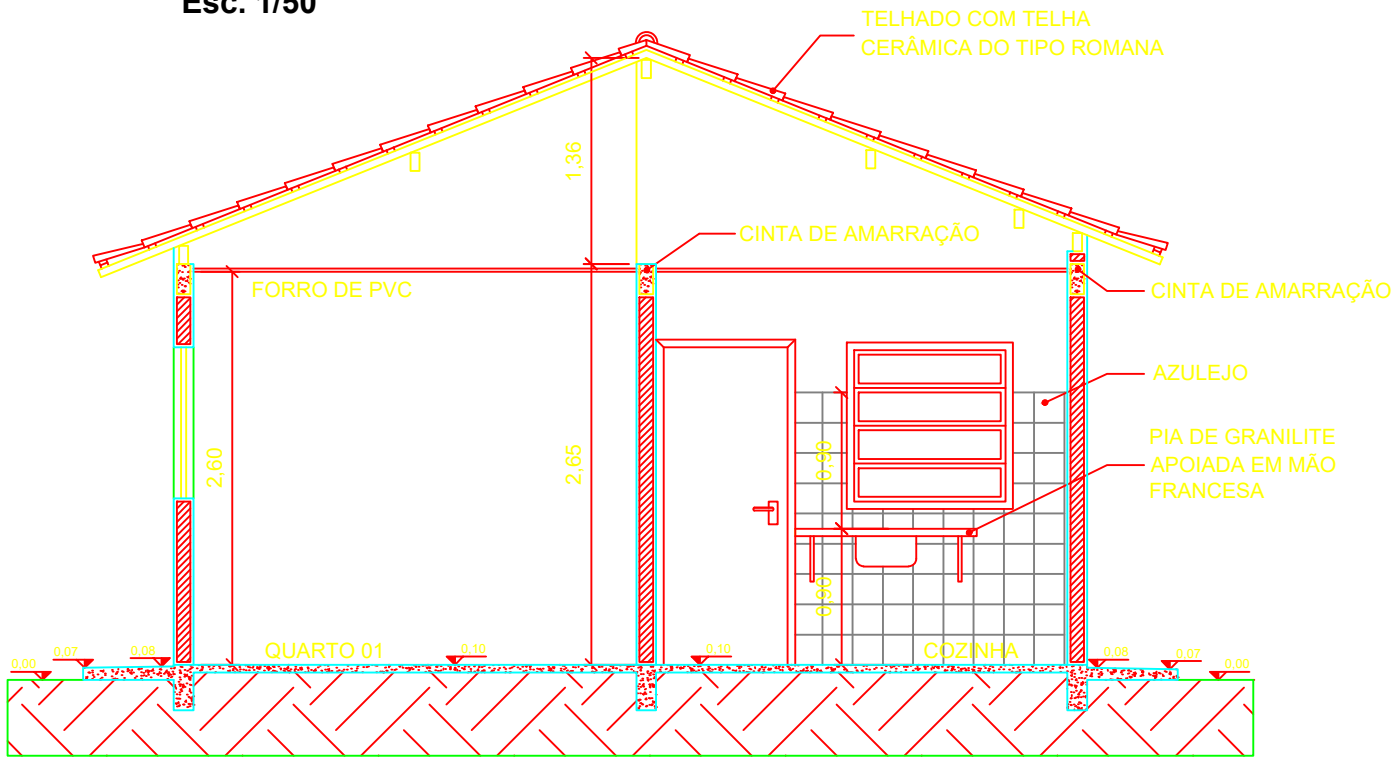 Esc. 1/50
TELHADO COM TELHA
CERÂMICA DO TIPO ROMANA
1,36
CINTA DE AMARRAÇÃO
FORRO DE PVC
CINTA DE AMARRAÇÃO
AZULEJO
2,60
2,65
0,90
PIA DE GRANILITE
APOIADA EM MÃO
FRANCESA
0,90
QUARTO 01
COZINHA
0.00
0.07
0.08
0.10
0.10
0,08
0.07
0.00